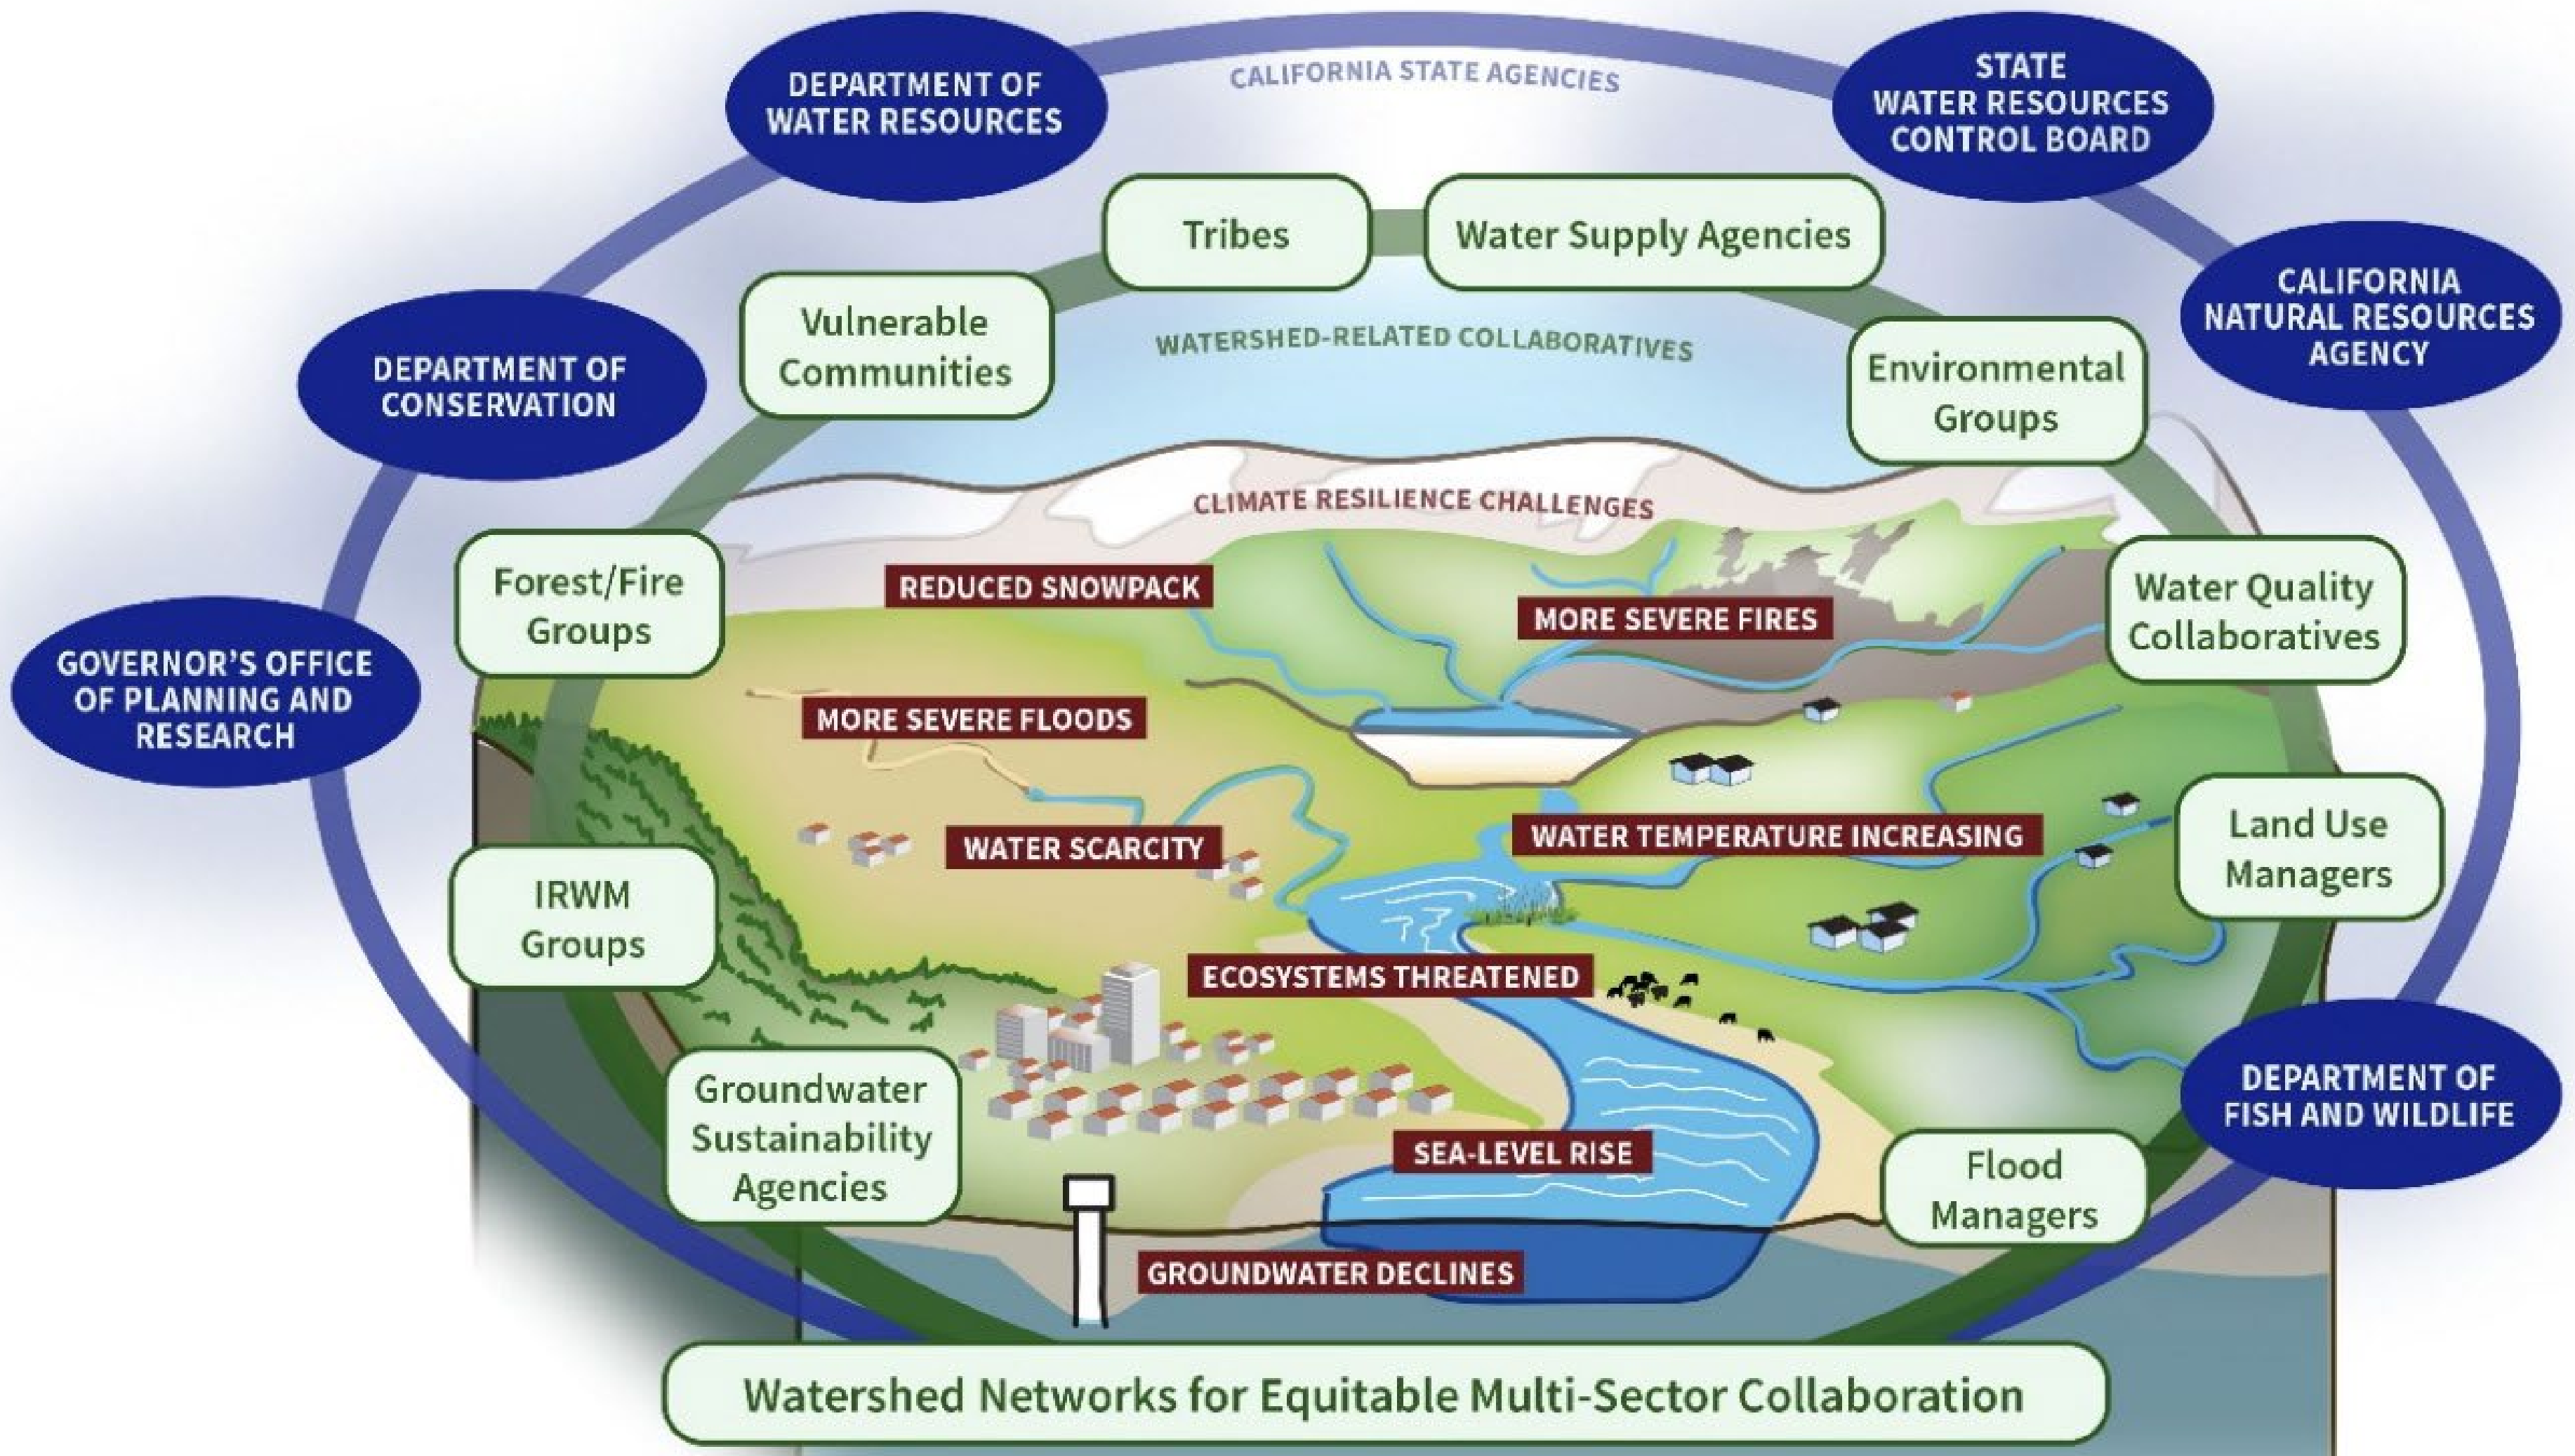 DEPARTMENT OF
WATER RESOURCES
CALIFORNIA STATE AGENCIES
STATE
WATER RESOURCES
CONTROL BOARD
Tribes
Water Supply Agencies
CALIFORNIA
NATURAL RESOURCES
AGENCY
Vulnerable
Communities
WATERSHED-RELATED COLLABORATIVES
Environmental
Groups
DEPARTMENT OF
CONSERVATION
CLIMATE RESILIENCE CHALLENGES
Forest/Fire
Groups
REDUCED SNOWPACK
MORE SEVERE FIRES
Water Quality
Collaboratives
GOVERNOR'S OFFICE
OF PLANNING AND
RESEARCH
MORE SEVERE FLOODS
WATER SCARCITY
WATER TEMPERATURE INCREASING
Land Use
Managers
IRWM
Groups
ECOSYSTEMS THREATENED
DEPARTMENT OF
FISH AND WILDLIFE
Groundwater
Sustainability
Agencies
SEA-LEVEL RISE
Flood
Managers
GROUNDWATER DECLINES
Watershed Networks for Equitable Multi-Sector Collaboration